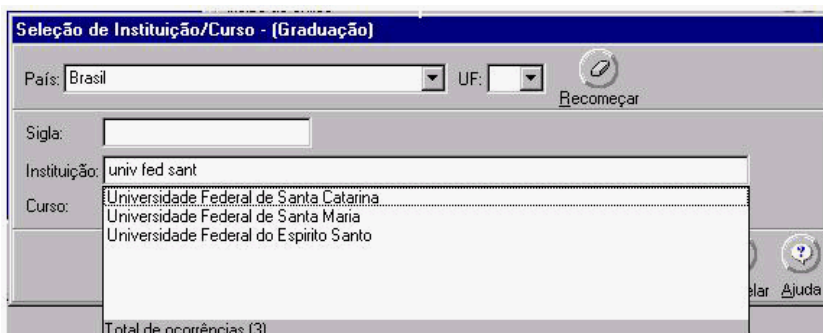 Seleção de Instituição/Curso - (Graduação)
País: Brasil UF:
Recomeçar
Sigla:
Instituição: univ fed sant
Curso: Universidade Federal de Santa Catarina
Universidade Federal de Santa Maria
Universidade Federal do Espirito Santo
elar Ajuda
Total de ocorrências (3)